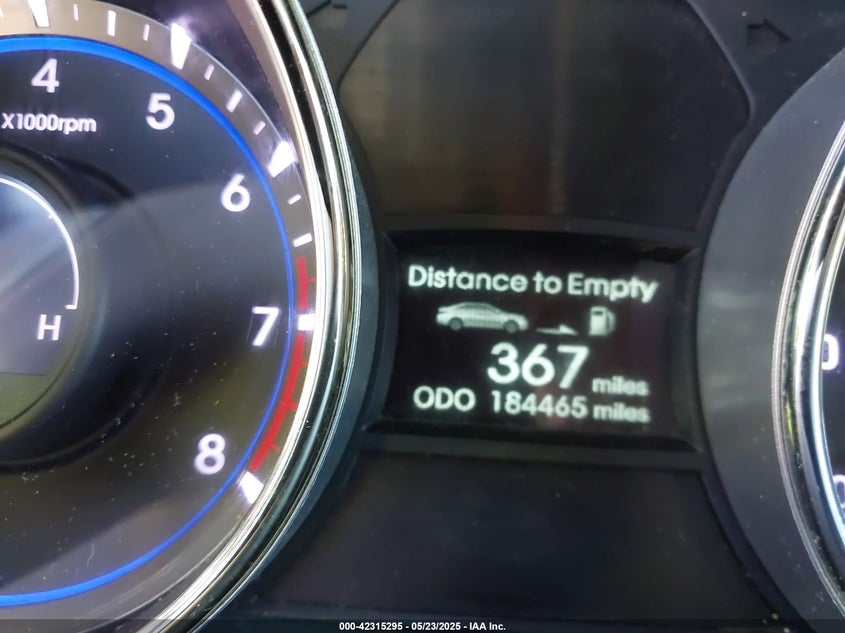 4
5
X1000rpm
6
7
H
8
Distance to Empty
367 miles
ODO 184465 miles
0
000-42315295 - 05/23/2025 - IAA Inc.